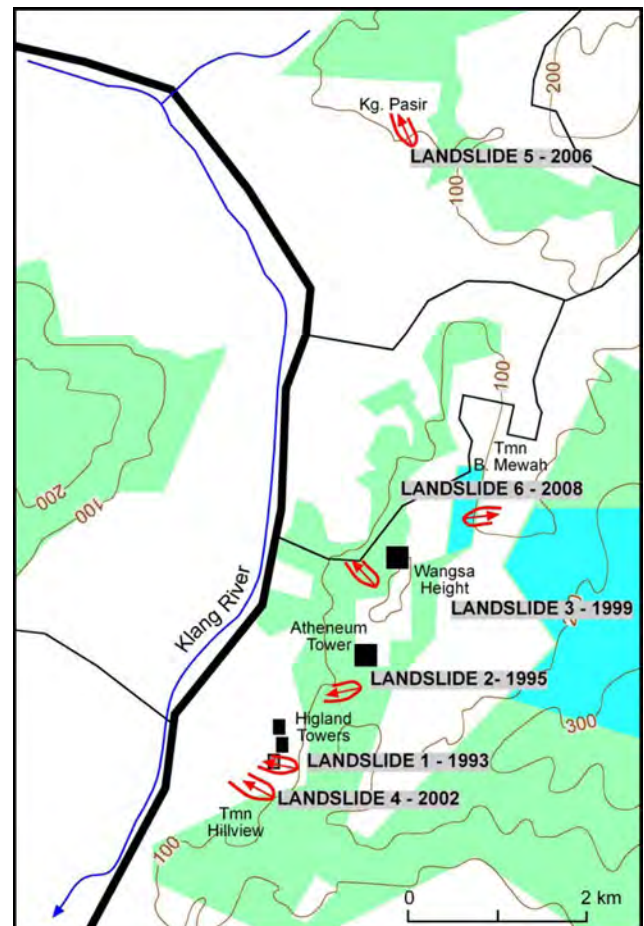 200
Kg. Pasir
LANDSLIDE 5 - 2006
100
100
Tmn
B. Mewah
200
100
LANDSLIDE 6 - 2008
Wangsa
Height
LANDSLIDE 3 - 1999
Klang River
Atheneum
Tower
LANDSLIDE 2- 1995
300
Higland
Towers
LANDSLIDE 1 - 1993
LANDSLIDE 4 - 2002
Tmn
Hillview
100
0
2 km